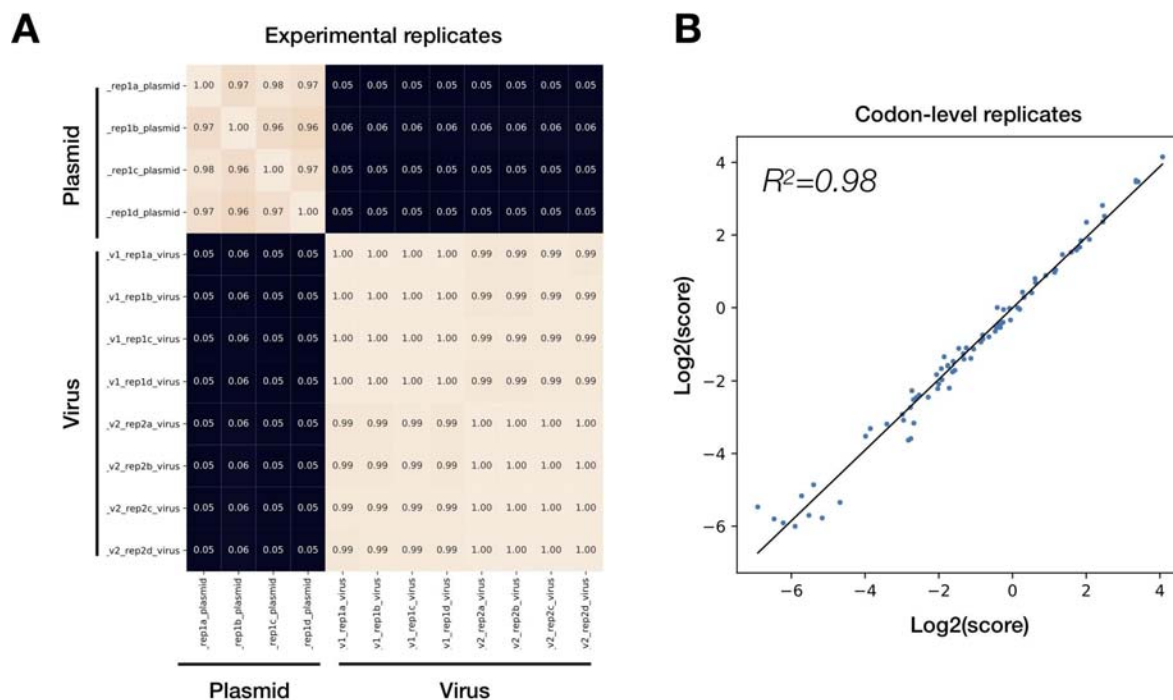 A
Experimental replicates
Plasmid
_rep1a_plasmid 1.00 0.97 0.98 0.97 0.05 0.05 0.05 0.05 0.05 0.05 0.05 0.05
_rep1b_plasmid 0.97 1.00 0.96 0.96 0.06 0.06 0.06 0.06 0.06 0.06 0.06 0.06
_rep1c_plasmid 0.98 0.96 1.00 0.97 0.05 0.05 0.05 0.05 0.05 0.05 0.05 0.05
_rep1d_plasmid 0.97 0.96 0.97 1.00 0.05 0.05 0.05 0.05 0.05 0.05 0.05 0.05
Virus
_v1_rep1a_virus 0.05 0.06 0.05 0.05 1.00 1.00 1.00 1.00 0.99 0.99 0.99 0.99
_v1_rep1b_virus 0.05 0.06 0.05 0.05 1.00 1.00 1.00 1.00 0.99 0.99 0.99 0.99
_v1_rep1c_virus 0.05 0.06 0.05 0.05 1.00 1.00 1.00 1.00 0.99 0.99 0.99 0.99
_v1_rep1d_virus 0.05 0.06 0.05 0.05 1.00 1.00 1.00 1.00 0.99 0.99 0.99 0.99
_v2_rep2a_virus 0.05 0.06 0.05 0.05 0.99 0.99 0.99 0.99 1.00 1.00 1.00 1.00
_v2_rep2b_virus 0.05 0.06 0.05 0.05 0.99 0.99 0.99 0.99 1.00 1.00 1.00 1.00
_v2_rep2c_virus 0.05 0.06 0.05 0.05 0.99 0.99 0.99 0.99 1.00 1.00 1.00 1.00
_v2_rep2d_virus 0.05 0.06 0.05 0.05 0.99 0.99 0.99 0.99 1.00 1.00 1.00 1.00
_rep1a_plasmid
_rep1b_plasmid
_rep1c_plasmid
_rep1d_plasmid
_v1_rep1a_virus
_v1_rep1b_virus
_v1_rep1c_virus
_v1_rep1d_virus
_v2_rep2a_virus
_v2_rep2b_virus
_v2_rep2c_virus
_v2_rep2d_virus
Plasmid
Virus
B
Codon-level replicates
R²=0.98
Log2(score)
4
2
0
−2
−4
−6
−6 −4 −2 0 2 4
Log2(score)